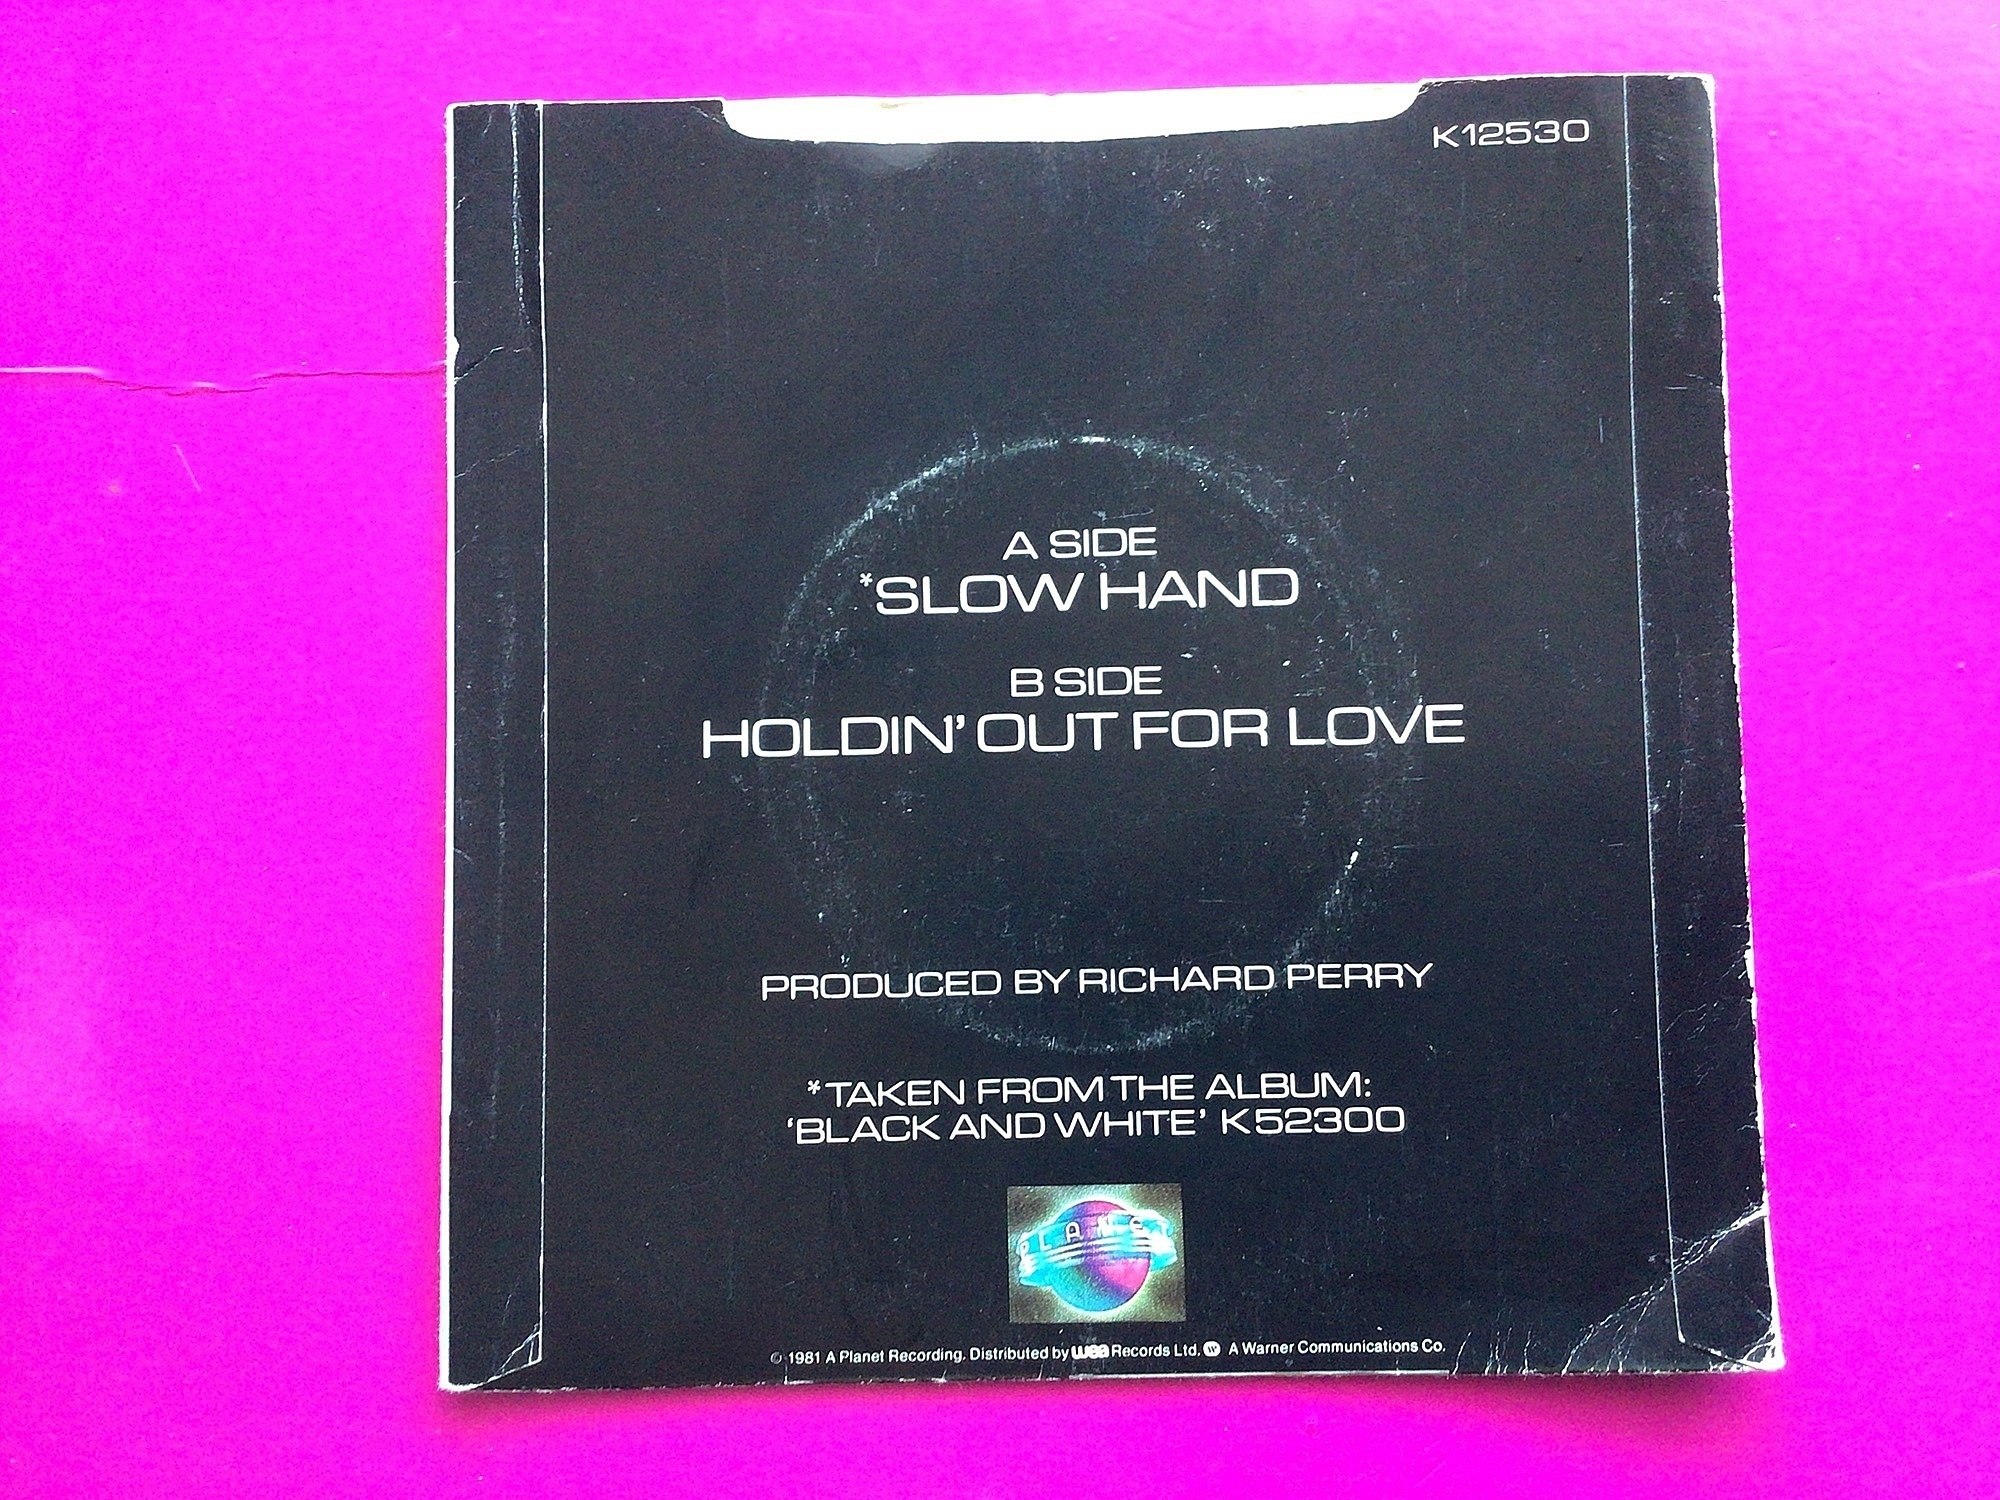 K12530
A SIDE
*SLOW HAND
B SIDE
HOLDIN' OUT FOR LOVE
PRODUCED BY RICHARD PERRY
*TAKEN FROM THE ALBUM:
'BLACK AND WHITE' K52300
PLANET
℗ 1981 A Planet Recording. Distributed by wea Records Ltd. W A Warner Communications Co.